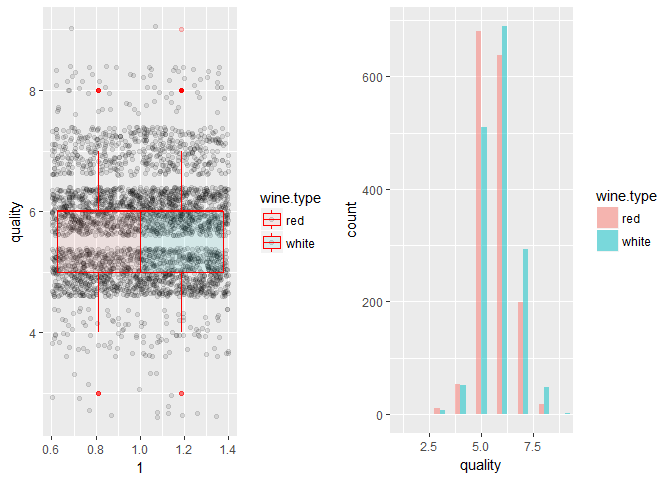 8
6
4
quality
0.6 0.8 1.0 1.2 1.4
1
wine.type
red
white
600
400
200
0
count
2.5 5.0 7.5
quality
wine.type
red
white